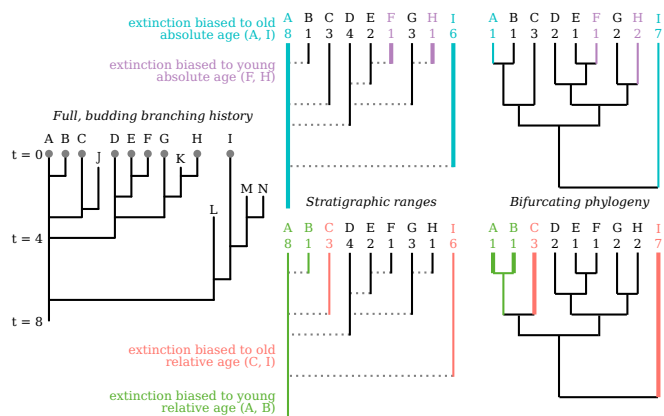 extinction biased to old
absolute age (A, I)
extinction biased to young
absolute age (F, H)
A B C D E F G H I
8 1 3 4 2 1 3 1 6
A B C D E F G H I
1 1 3 2 1 1 2 2 7
Full, budding branching history
A B C D E F G H I
J K
L M N
t = 0
t = 4
t = 8
Stratigraphic ranges
Bifurcating phylogeny
A B C D E F G H I
8 1 3 4 2 1 3 1 6
A B C D E F G H I
1 1 3 2 1 1 2 2 7
extinction biased to old
relative age (C, I)
extinction biased to young
relative age (A, B)